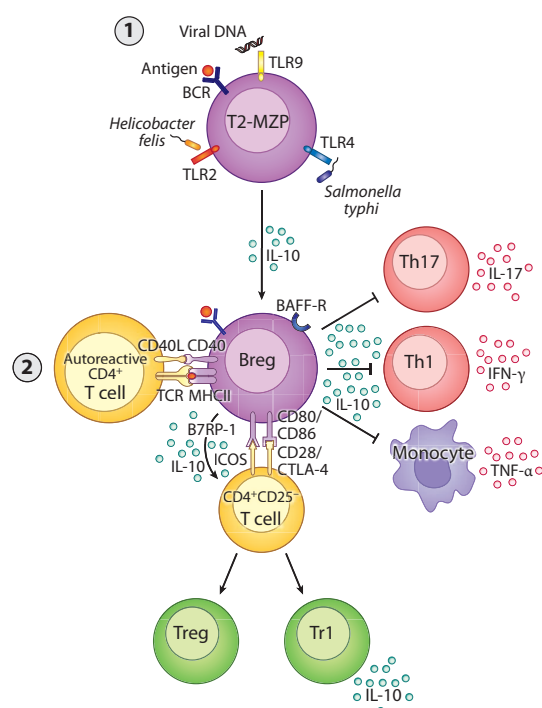 1
Viral DNA
TLR9
Antigen
BCR
T2-MZP
Helicobacter
felis
TLR2
TLR4
Salmonella
typhi
IL-10
Th17
IL-17
BAFF-R
2
CD40L CD40
Autoreactive
CD4⁺
T cell
TCR MHCII
Breg
IL-10
Th1
IFN-γ
B7RP-1
IL-10
ICOS
CD80/
CD86
CD28/
CTLA-4
Monocyte
TNF-α
CD4⁺CD25⁻
T cell
Treg
Tr1
IL-10